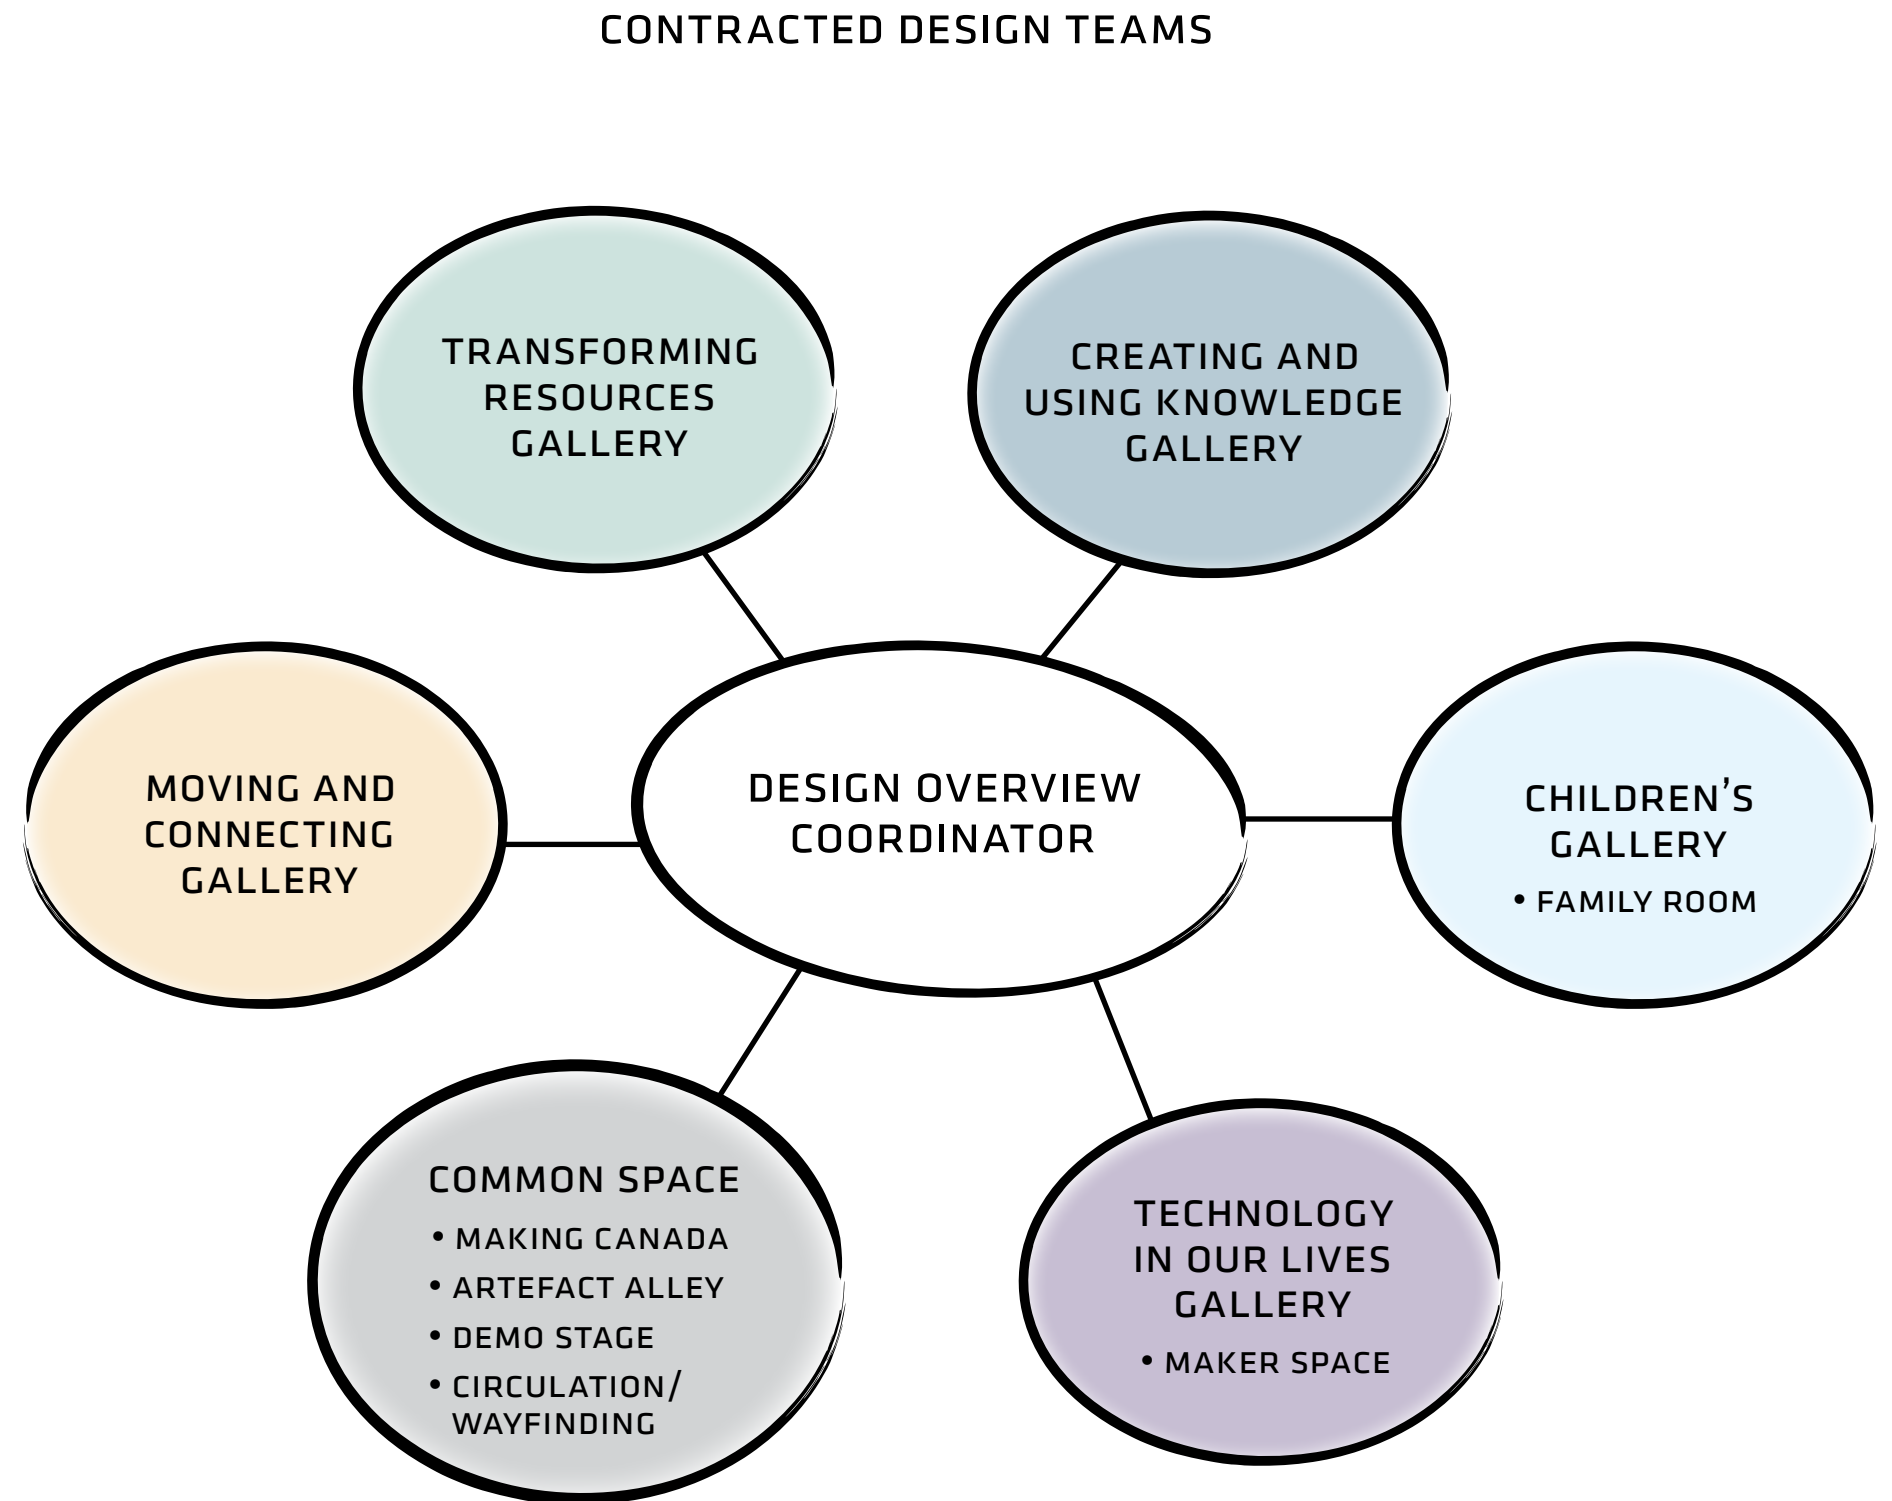 CONTRACTED DESIGN TEAMS
TRANSFORMING
RESOURCES
GALLERY
CREATING AND
USING KNOWLEDGE
GALLERY
MOVING AND
CONNECTING
GALLERY
DESIGN OVERVIEW
COORDINATOR
CHILDREN'S
GALLERY
• FAMILY ROOM
COMMON SPACE
• MAKING CANADA
• ARTEFACT ALLEY
• DEMO STAGE
• CIRCULATION/
WAYFINDING
TECHNOLOGY
IN OUR LIVES
GALLERY
• MAKER SPACE